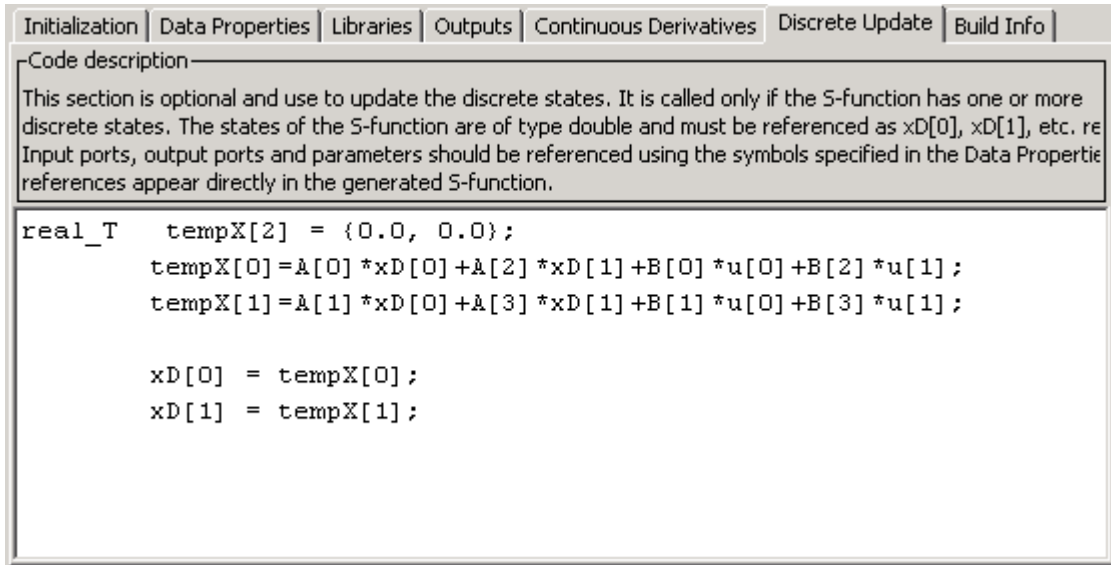 Initialization Data Properties Libraries Outputs Continuous Derivatives Discrete Update Build Info
Code description
This section is optional and use to update the discrete states. It is called only if the S-function has one or more
discrete states. The states of the S-function are of type double and must be referenced as xD[0], xD[1], etc. re
Input ports, output ports and parameters should be referenced using the symbols specified in the Data Propertie
references appear directly in the generated S-function.
real_T tempX[2] = {0.0, 0.0};
tempX[0]=A[0]*xD[0]+A[2]*xD[1]+B[0]*u[0]+B[2]*u[1];
tempX[1]=A[1]*xD[0]+A[3]*xD[1]+B[1]*u[0]+B[3]*u[1];
xD[0] = tempX[0];
xD[1] = tempX[1];